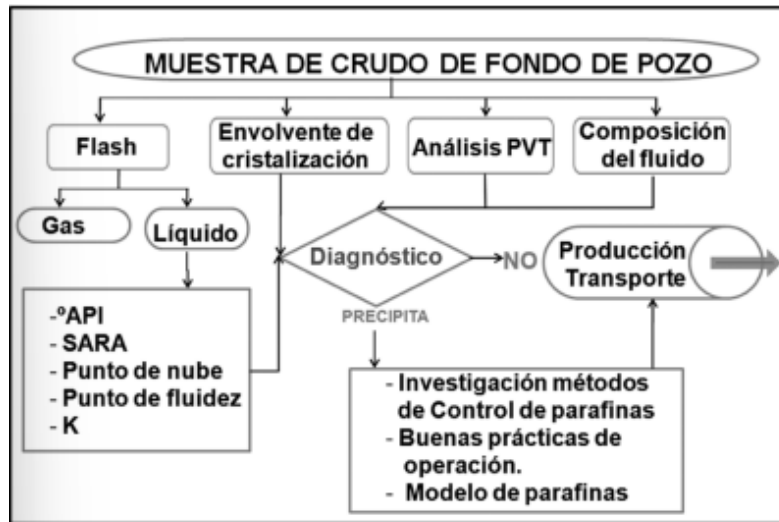 MUESTRA DE CRUDO DE FONDO DE POZO
Flash
Envolvente de
cristalización
Análisis PVT
Composición
del fluido
Gas
Líquido
Diagnóstico
NO
Producción
Transporte
PRECIPITA
-ºAPI
- SARA
- Punto de nube
- Punto de fluidez
- K
- Investigación métodos
de Control de parafinas
- Buenas prácticas de
operación.
- Modelo de parafinas